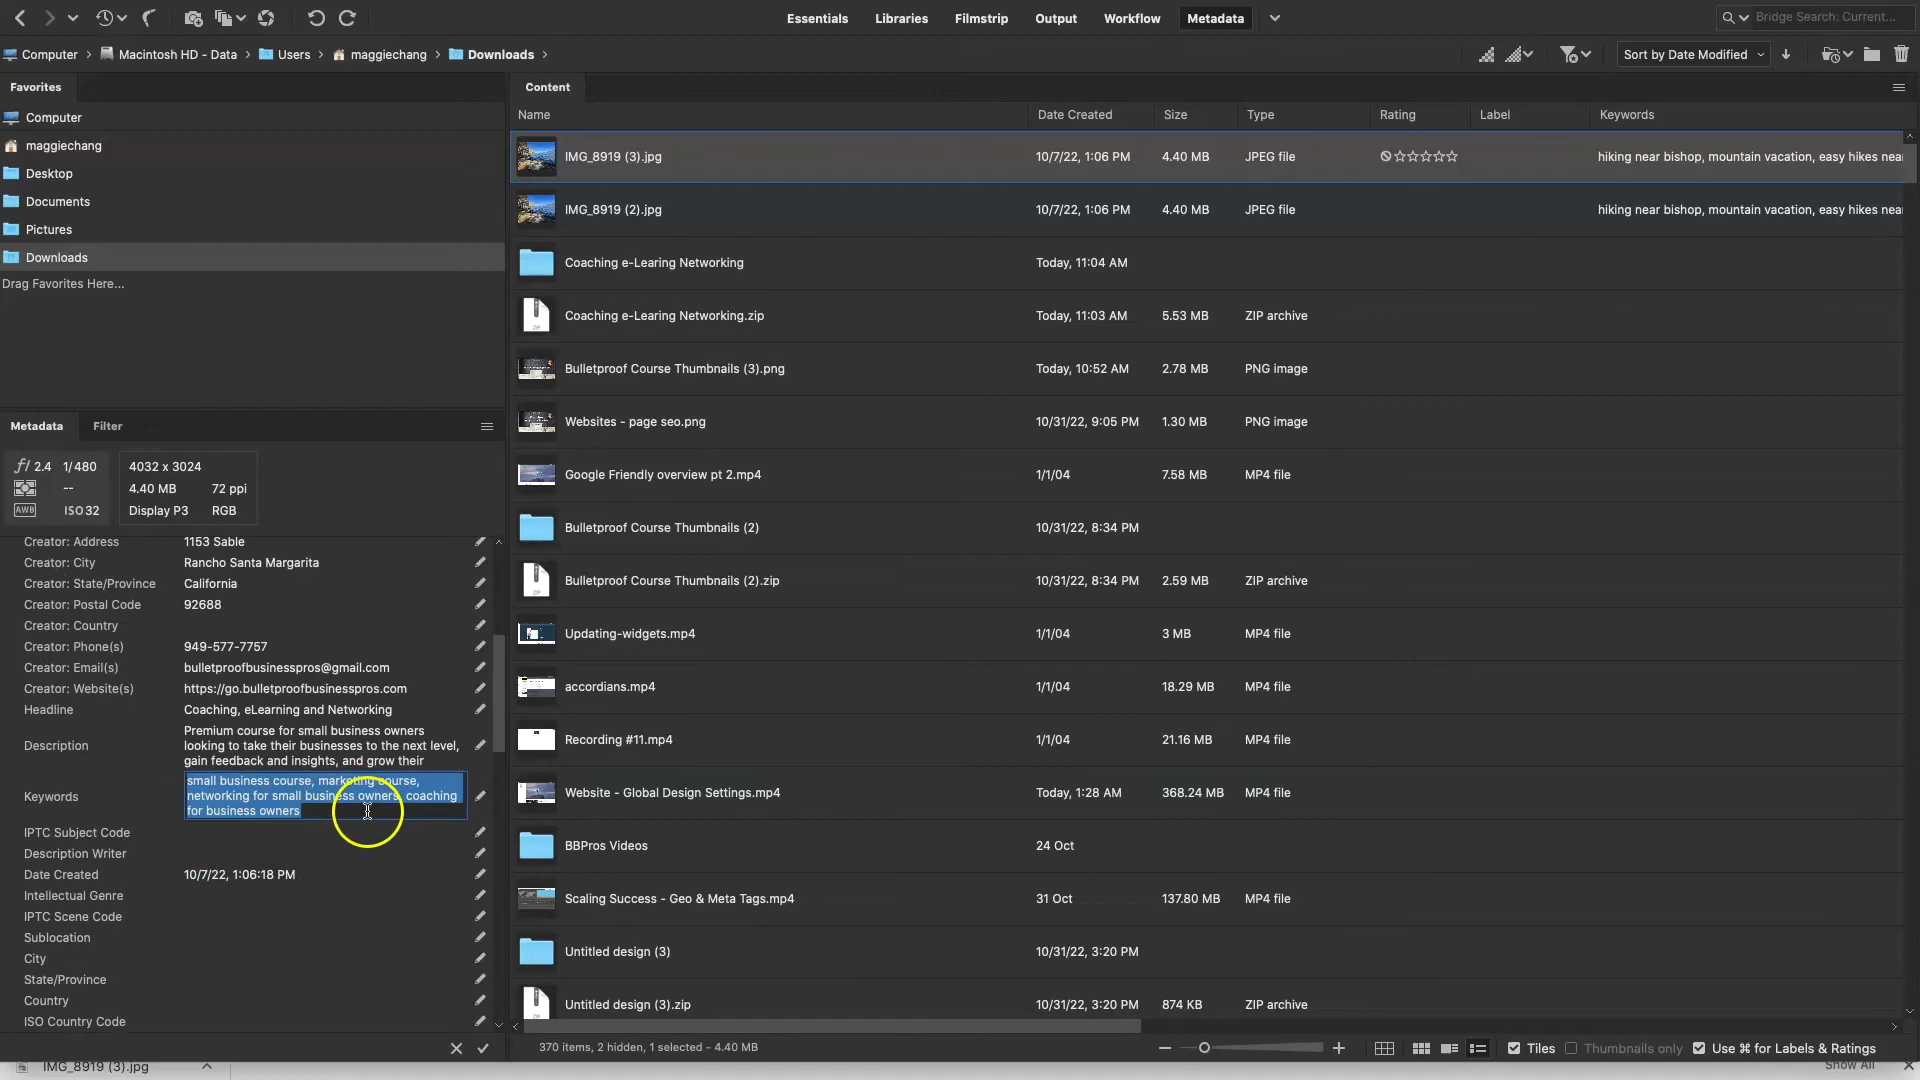 Essentials Libraries Filmstrip Output Workflow Metadata
Bridge Search: Current...
Computer Macintosh HD - Data Users maggiechang Downloads
Sort by Date Modified
Favorites
Computer
maggiechang
Desktop
Documents
Pictures
Downloads
Drag Favorites Here...
Metadata Filter
f/ 2.4 1/480
--
AWB ISO32
4032 x 3024
4.40 MB 72 ppi
Display P3 RGB
Creator: Address 1153 Sable
Creator: City Rancho Santa Margarita
Creator: State/Province California
Creator: Postal Code 92688
Creator: Country
Creator: Phone(s) 949-577-7757
Creator: Email(s) bulletproofbusinesspros@gmail.com
Creator: Website(s) https://go.bulletproofbusinesspros.com
Headline Coaching, eLearning and Networking
Description
Premium course for small business owners
looking to take their businesses to the next level,
gain feedback and insights, and grow their
Keywords
small business course, marketing course,
networking for small business owners, coaching
for business owners
IPTC Subject Code
Description Writer
Date Created 10/7/22, 1:06:18 PM
Intellectual Genre
IPTC Scene Code
Sublocation
City
State/Province
Country
ISO Country Code
Content
Name Date Created Size Type Rating Label Keywords
IMG_8919 (3).jpg 10/7/22, 1:06 PM 4.40 MB JPEG file hiking near bishop, mountain vacation, easy hikes nea
IMG_8919 (2).jpg 10/7/22, 1:06 PM 4.40 MB JPEG file hiking near bishop, mountain vacation, easy hikes nea
Coaching e-Learing Networking Today, 11:04 AM
Coaching e-Learing Networking.zip Today, 11:03 AM 5.53 MB ZIP archive
Bulletproof Course Thumbnails (3).png Today, 10:52 AM 2.78 MB PNG image
Websites - page seo.png 10/31/22, 9:05 PM 1.30 MB PNG image
Google Friendly overview pt 2.mp4 1/1/04 7.58 MB MP4 file
Bulletproof Course Thumbnails (2) 10/31/22, 8:34 PM
Bulletproof Course Thumbnails (2).zip 10/31/22, 8:34 PM 2.59 MB ZIP archive
Updating-widgets.mp4 1/1/04 3 MB MP4 file
accordians.mp4 1/1/04 18.29 MB MP4 file
Recording #11.mp4 1/1/04 21.16 MB MP4 file
Website - Global Design Settings.mp4 Today, 1:28 AM 368.24 MB MP4 file
BBPros Videos 24 Oct
Scaling Success - Geo & Meta Tags.mp4 31 Oct 137.80 MB MP4 file
Untitled design (3) 10/31/22, 3:20 PM
Untitled design (3).zip 10/31/22, 3:20 PM 874 KB ZIP archive
370 items, 2 hidden, 1 selected - 4.40 MB
Tiles Thumbnails only Use ⌘ for Labels & Ratings
IMG_8919 (3).jpg
Show All